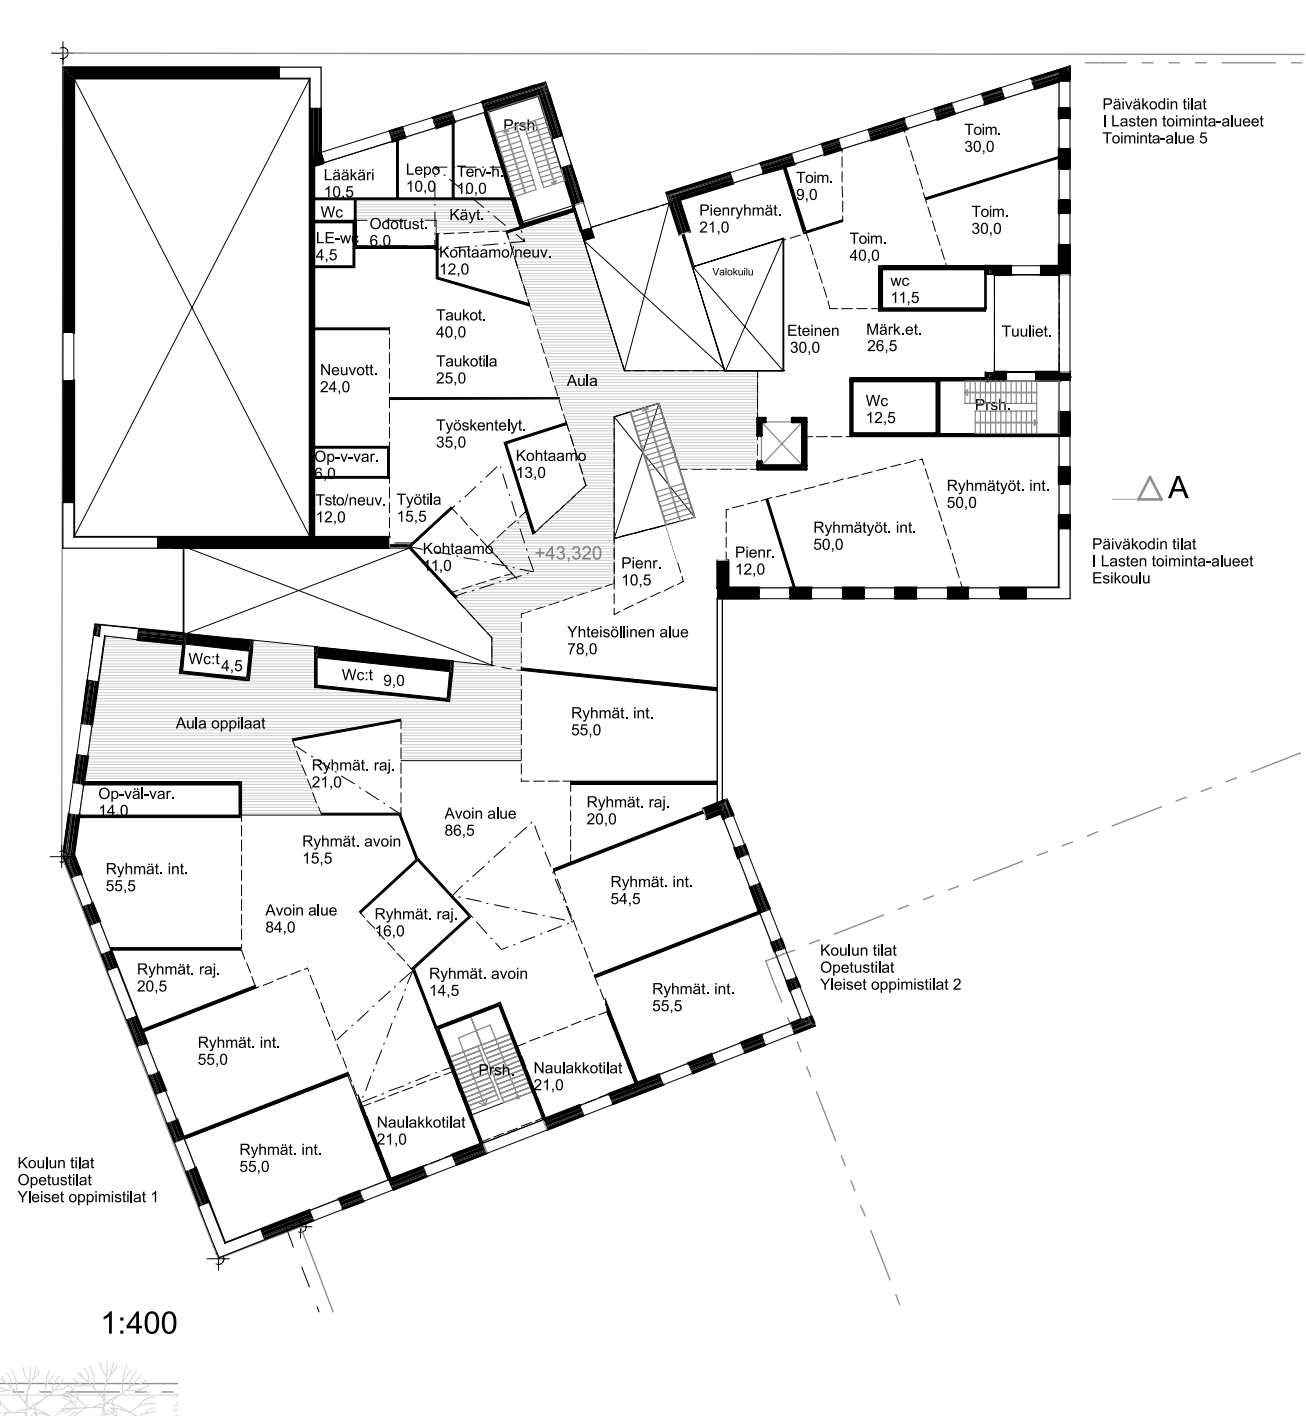 Päiväkodin tilat
I Lasten toiminta-alueet
Toiminta-alue 5
Prsh.
Toim.
30,0
Lääkäri
10,5
Lepo
10,0
Terv-h.
10,0
Toim.
9,0
Wc
Odotust.
6,0
Käyt.
Pienryhmät.
21,0
Toim.
30,0
LE-wc
4,5
Kohtaamo/neuv.
12,0
Toim.
40,0
Valokuilu
wc
11,5
Taukot.
40,0
Eteinen
30,0
Märk.et.
26,5
Tuuliet.
Neuvott.
24,0
Taukotila
25,0
Aula
Wc
12,5
Prsh.
Työskentelyt.
35,0
Op-v-var.
6,0
Kohtaamo
13,0
Tsto/neuv.
12,0
Työtila
15,5
Ryhmätyöt. int.
50,0
A
Ryhmätyöt. int.
50,0
Kohtaamo
11,0
+43,320
Pienr.
10,5
Pienr.
12,0
Päiväkodin tilat
I Lasten toiminta-alueet
Esikoulu
Yhteisöllinen alue
78,0
Wc:t 4,5
Wc:t 9,0
Aula oppilaat
Ryhmät. int.
55,0
Ryhmät. raj.
21,0
Op-väl-var.
14,0
Avoin alue
86,5
Ryhmät. raj.
20,0
Ryhmät. avoin
15,5
Ryhmät. int.
55,5
Ryhmät. int.
54,5
Avoin alue
84,0
Ryhmät. raj.
16,0
Koulun tilat
Opetustilat
Yleiset oppimistilat 2
Ryhmät. raj.
20,5
Ryhmät. avoin
14,5
Ryhmät. int.
55,5
Ryhmät. int.
55,0
Prsh.
Naulakkotilat
21,0
Naulakkotilat
21,0
Ryhmät. int.
55,0
Koulun tilat
Opetustilat
Yleiset oppimistilat 1
1:400